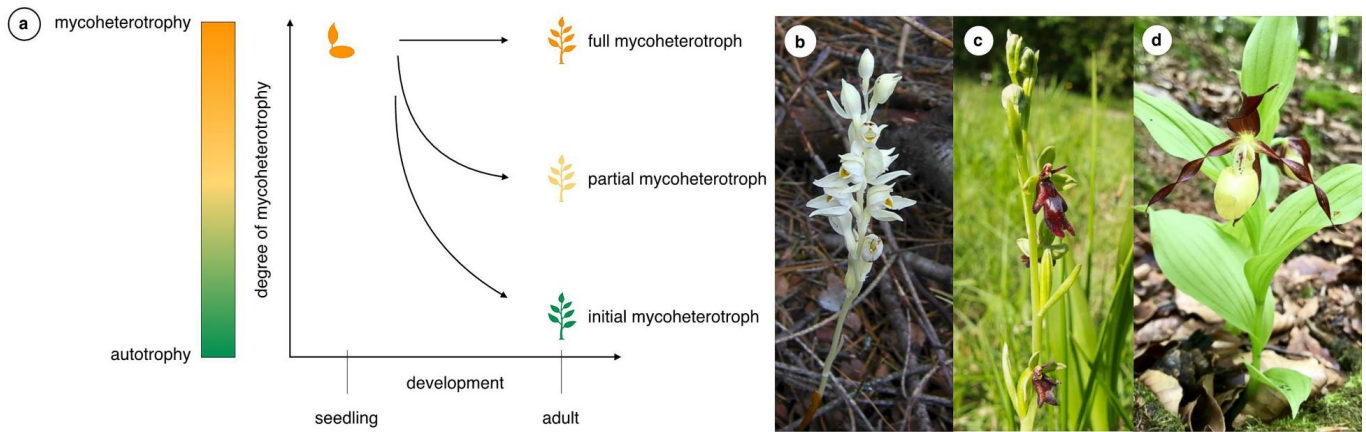 a
mycoheterotrophy
autotrophy
degree of mycoheterotrophy
full mycoheterotroph
partial mycoheterotroph
initial mycoheterotroph
development
seedling
adult
b
c
d